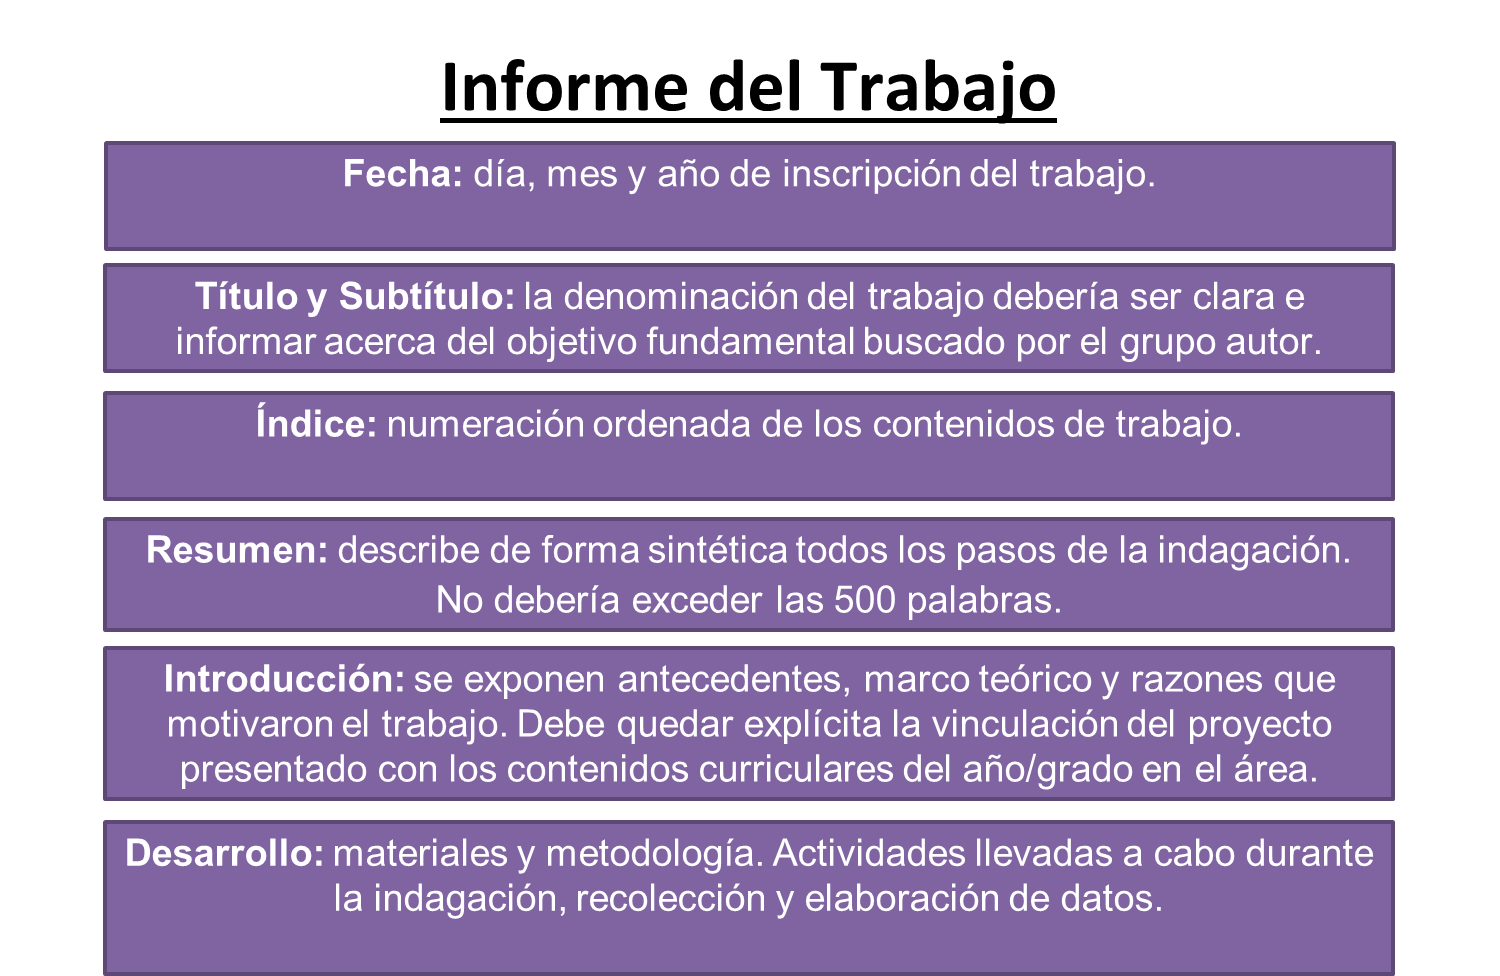 Informe del Trabajo
Fecha: día, mes y año de inscripción del trabajo.
Título y Subtítulo: la denominación del trabajo debería ser clara e
informar acerca del objetivo fundamental buscado por el grupo autor.
Índice: numeración ordenada de los contenidos de trabajo.
Resumen: describe de forma sintética todos los pasos de la indagación.
No debería exceder las 500 palabras.
Introducción: se exponen antecedentes, marco teórico y razones que
motivaron el trabajo. Debe quedar explícita la vinculación del proyecto
presentado con los contenidos curriculares del año/grado en el área.
Desarrollo: materiales y metodología. Actividades llevadas a cabo durante
la indagación, recolección y elaboración de datos.